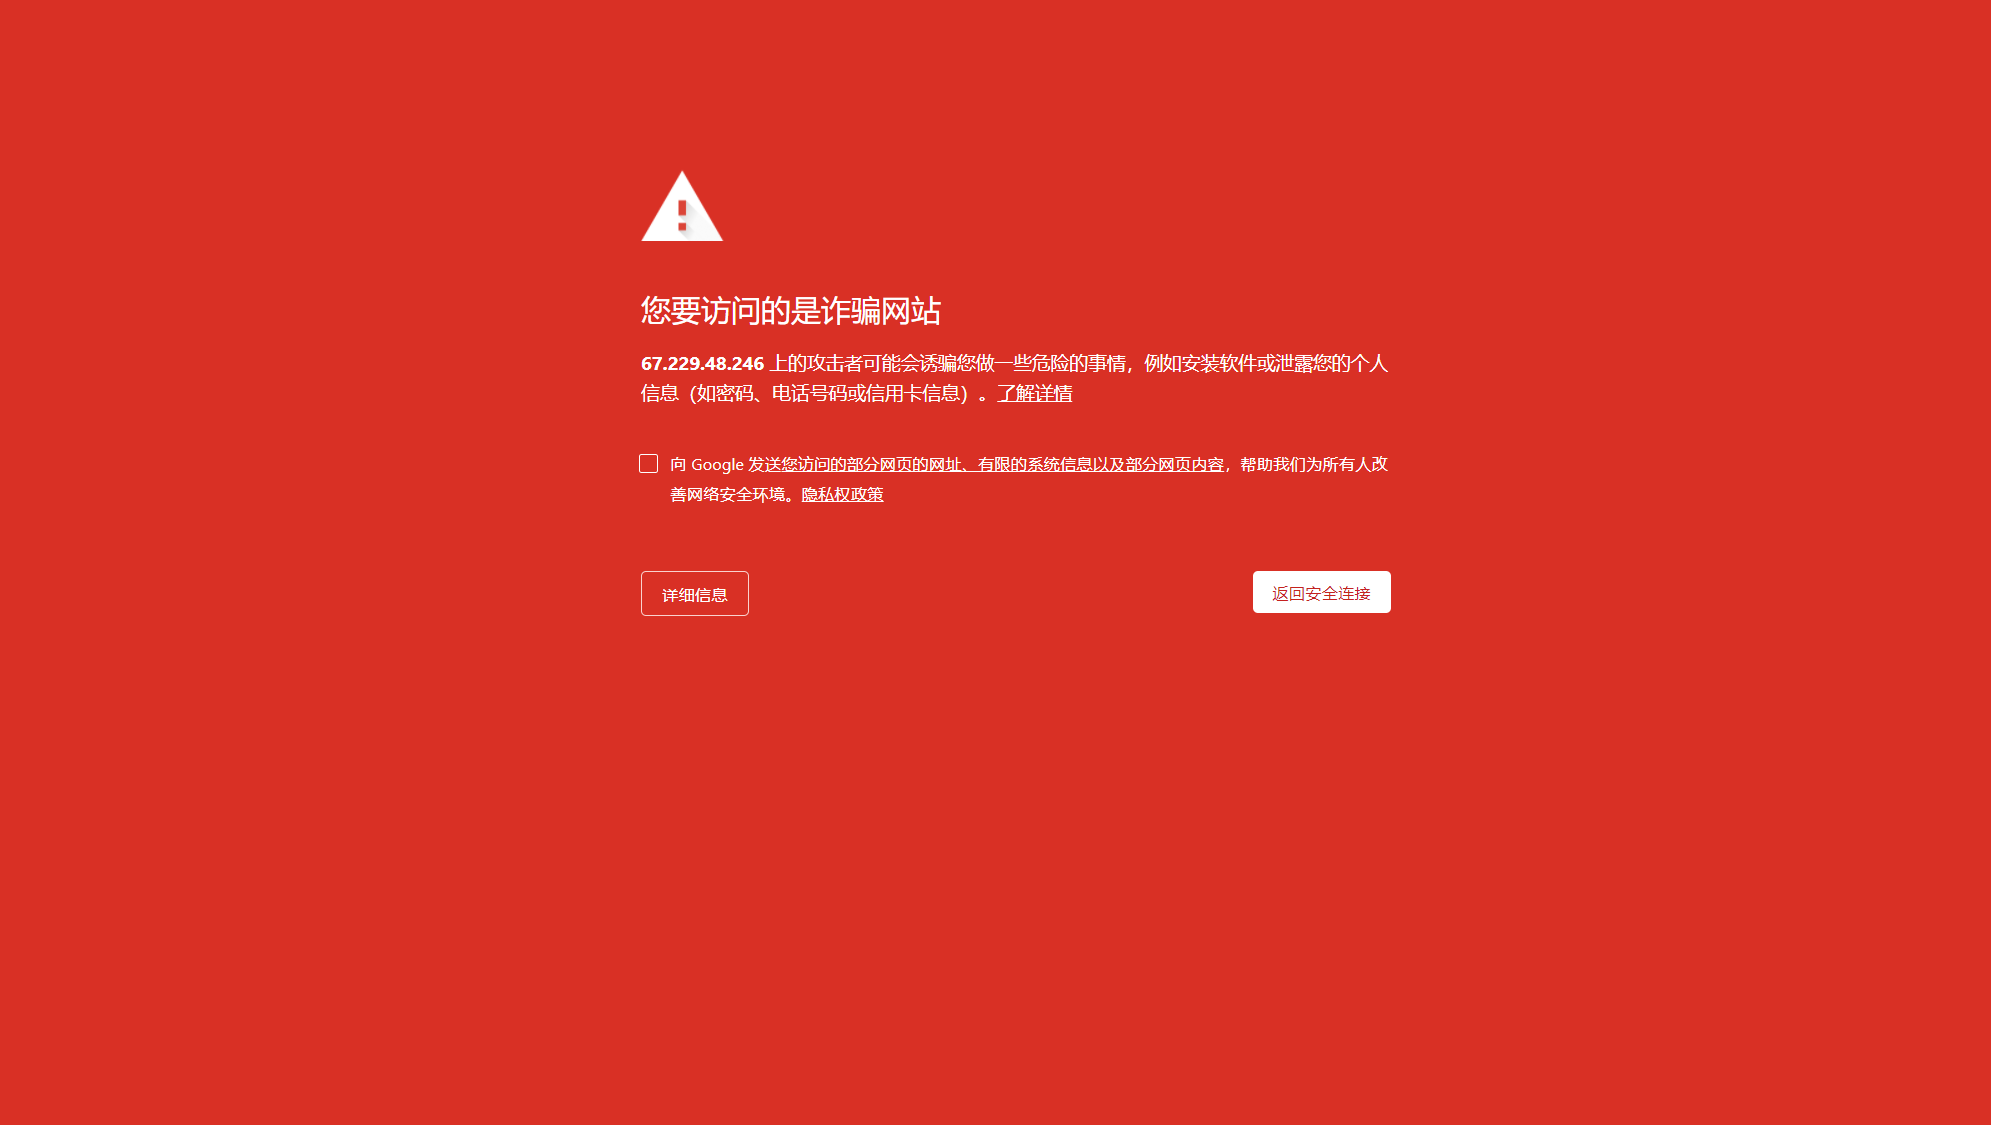 您要访问的是诈骗网站
67.229.48.246 上的攻击者可能会诱骗您做一些危险的事情，例如安装软件或泄露您的个人
信息（如密码、电话号码或信用卡信息）。了解详情
向 Google 发送您访问的部分网页的网址、有限的系统信息以及部分网页内容，帮助我们为所有人改
善网络安全环境。隐私权政策
详细信息
返回安全连接